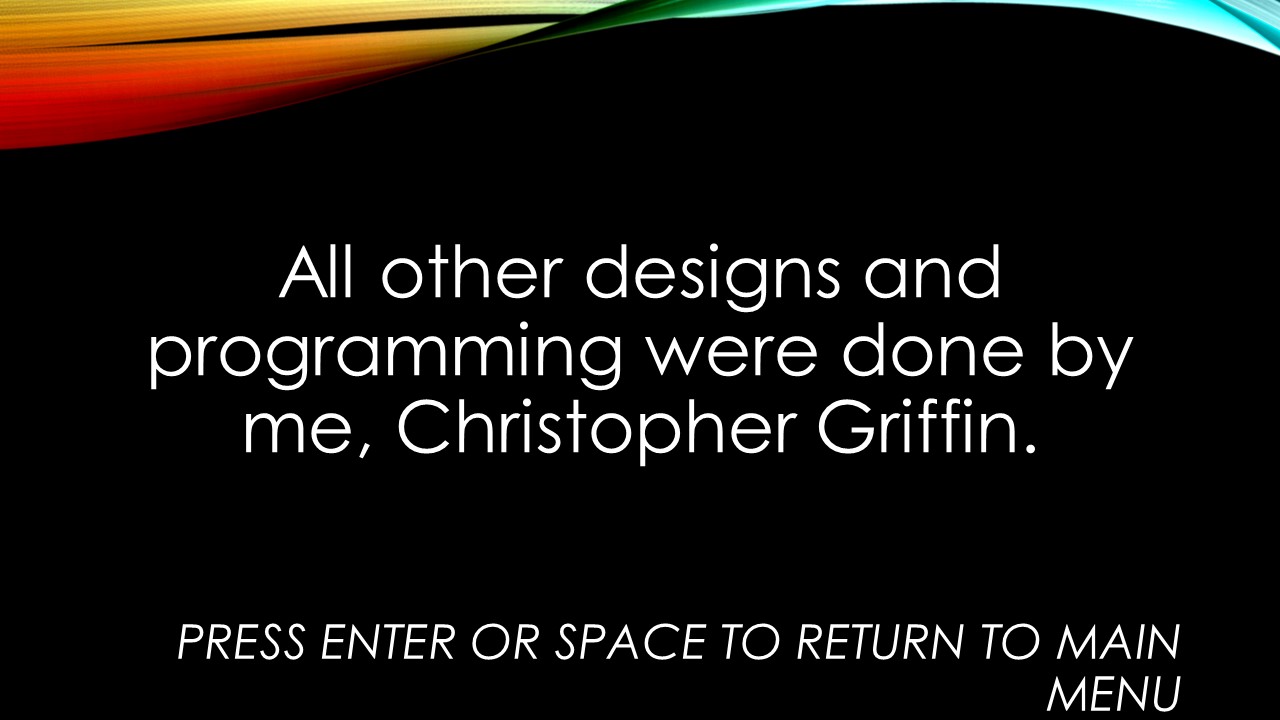 All other designs and
programming were done by
me, Christopher Griffin.
PRESS ENTER OR SPACE TO RETURN TO MAIN
MENU